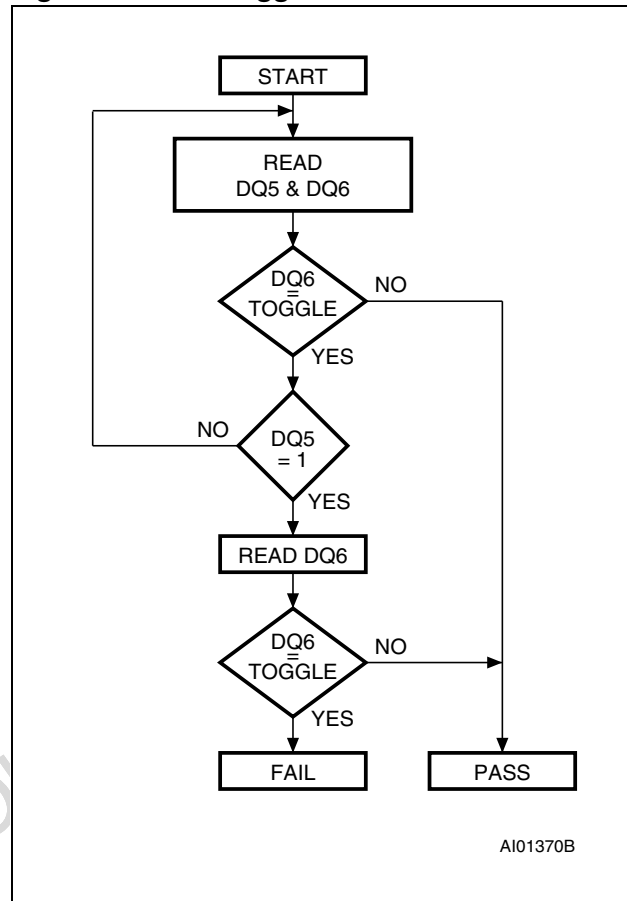 START
READ
DQ5 & DQ6
DQ6
=
TOGGLE
NO
YES
NO
DQ5
= 1
YES
READ DQ6
DQ6
=
TOGGLE
NO
YES
FAIL
PASS
AI01370B